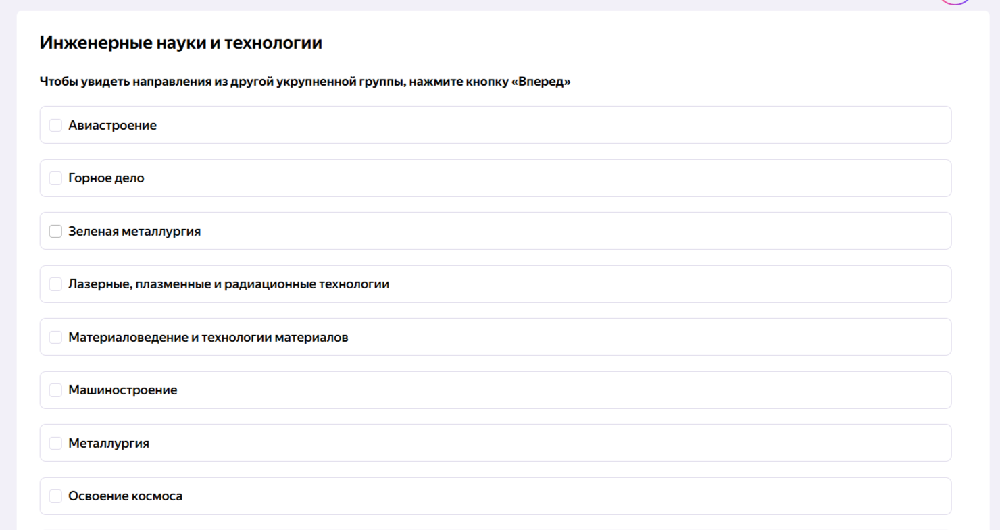 Инженерные науки и технологии
Чтобы увидеть направления из другой укрупненной группы, нажмите кнопку «Вперед»
Авиастроение
Горное дело
Зеленая металлургия
Лазерные, плазменные и радиационные технологии
Материаловедение и технологии материалов
Машиностроение
Металлургия
Освоение космоса